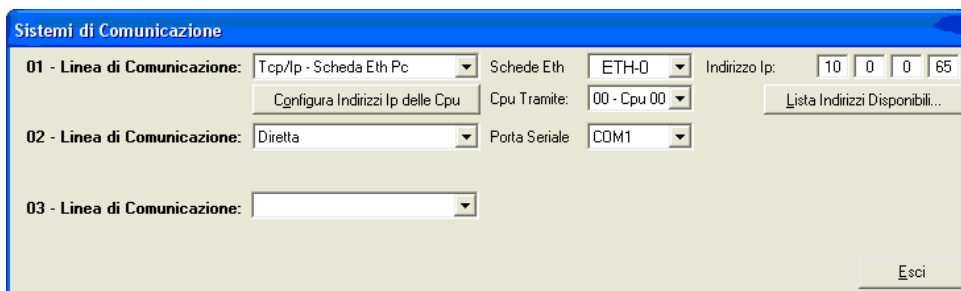 Sistemi di Comunicazione
01 - Linea di Comunicazione: Tcp/Ip - Scheda Eth Pc Schede Eth ETH-0 Indirizzo Ip: 10 0 0 65
Configura Indirizzi Ip delle Cpu Cpu Tramite: 00 - Cpu 00 Lista Indirizzi Disponibili...
02 - Linea di Comunicazione: Diretta Porta Seriale COM1
03 - Linea di Comunicazione:
Esci